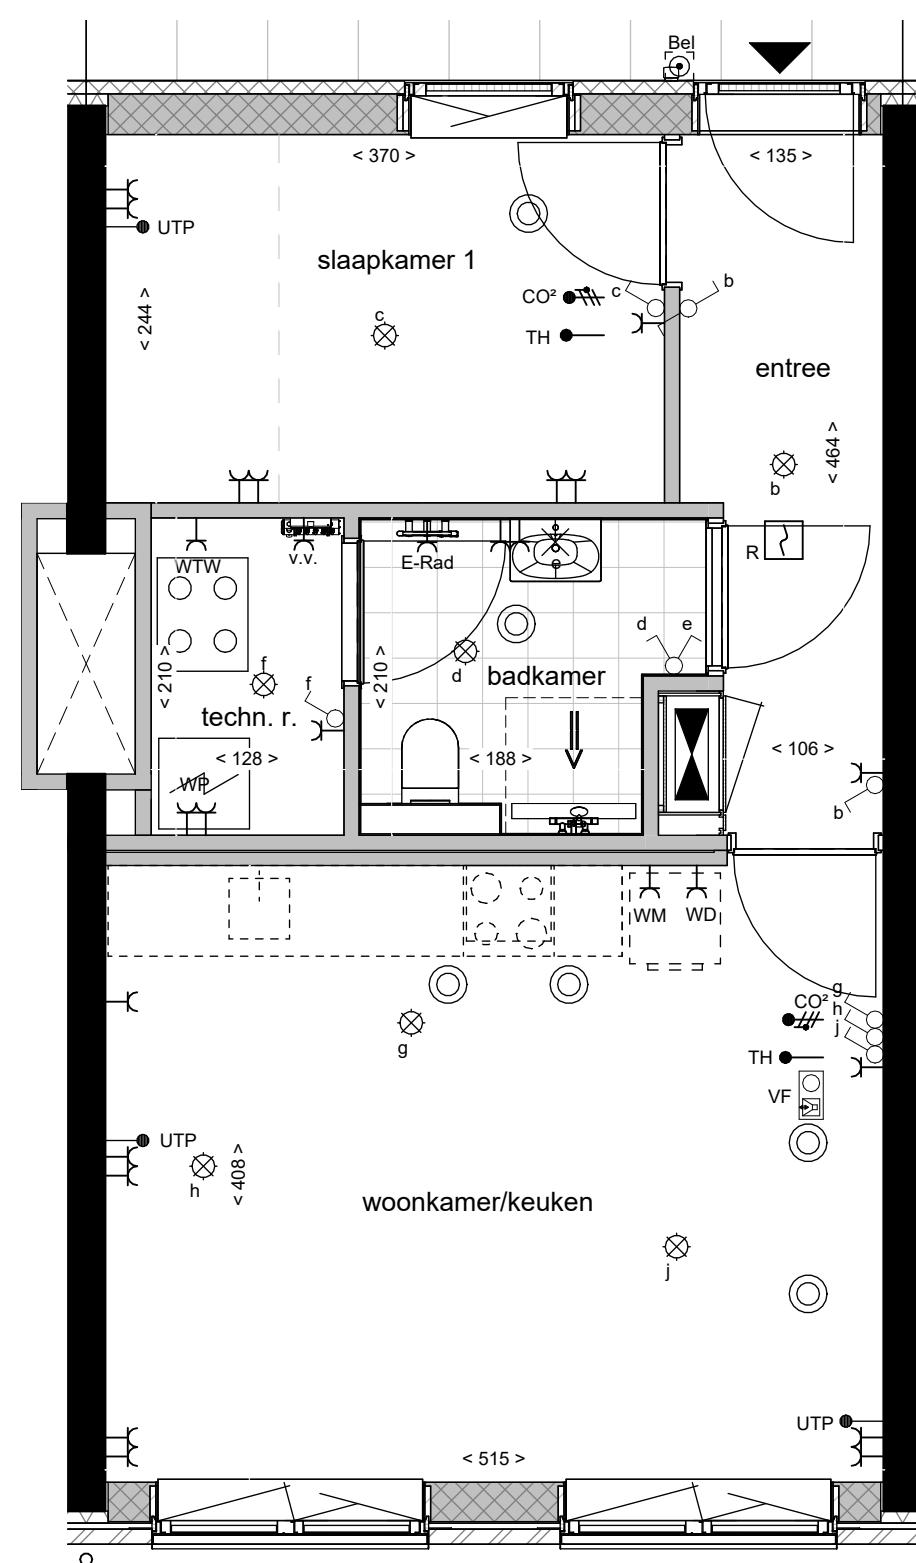 Bel
< 370 >
< 135 >
UTP
slaapkamer 1
c
b
CO²
< 244 >
c
TH
entree
< 464 >
b
WTW
v.v.
E-Rad
R
d
e
f
< 210 >
f
< 210 >
d
badkamer
techn. r.
< 128 >
< 188 >
< 106 >
WP
b
WM
WD
g
CO²
h
j
g
TH
VF
UTP
h
< 408 >
woonkamer/keuken
j
UTP
< 515 >